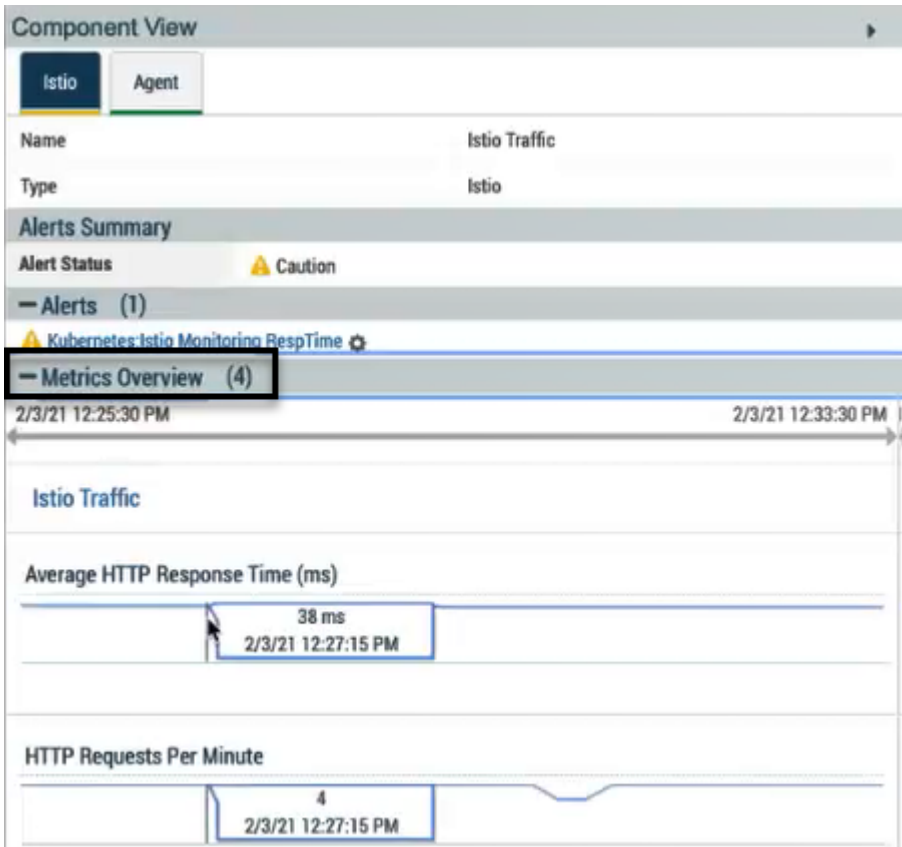 Component View
Istio Agent
Name Istio Traffic
Type Istio
Alerts Summary
Alert Status Caution
Alerts (1)
Kubernetes:Istio Monitoring RespTime
Metrics Overview (4)
2/3/21 12:25:30 PM 2/3/21 12:33:30 PM
Istio Traffic
Average HTTP Response Time (ms)
38 ms
2/3/21 12:27:15 PM
HTTP Requests Per Minute
4
2/3/21 12:27:15 PM